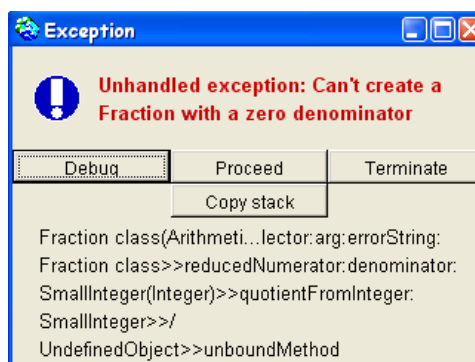 Exception
Unhandled exception: Can't create a
Fraction with a zero denominator
Debug Proceed Terminate
Copy stack
Fraction class(Arithmeti...lector:arg:errorString:
Fraction class>>reducedNumerator:denominator:
SmallInteger(Integer)>>quotientFromInteger:
SmallInteger>>/
UndefinedObject>>unboundMethod